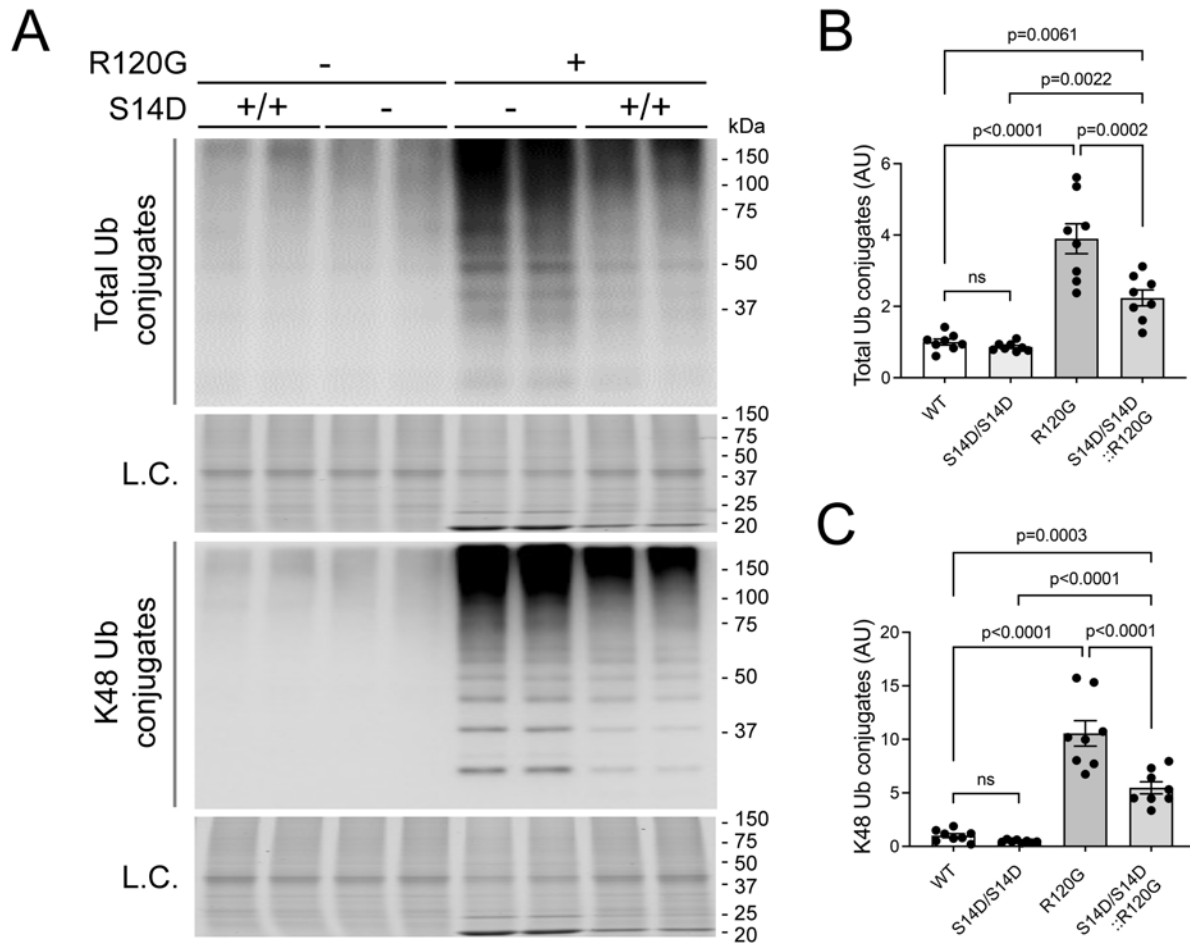 A
R120G - +
S14D +/+ - - +/+
kDa
Total Ub
conjugates
- 150
- 100
- 75
- 50
- 37
L.C.
- 150
- 75
- 50
- 37
- 25
- 20
K48 Ub
conjugates
- 150
- 100
- 75
- 50
- 37
L.C.
- 150
- 75
- 50
- 37
- 25
- 20
B
p=0.0061
p=0.0022
p<0.0001 p=0.0002
ns
Total Ub conjugates (AU)
6
4
2
0
WT
S14D/S14D
R120G
S14D/S14D
::R120G
C
p=0.0003
p<0.0001
p<0.0001 p<0.0001
ns
K48 Ub conjugates (AU)
20
15
10
5
0
WT
S14D/S14D
R120G
S14D/S14D
::R120G